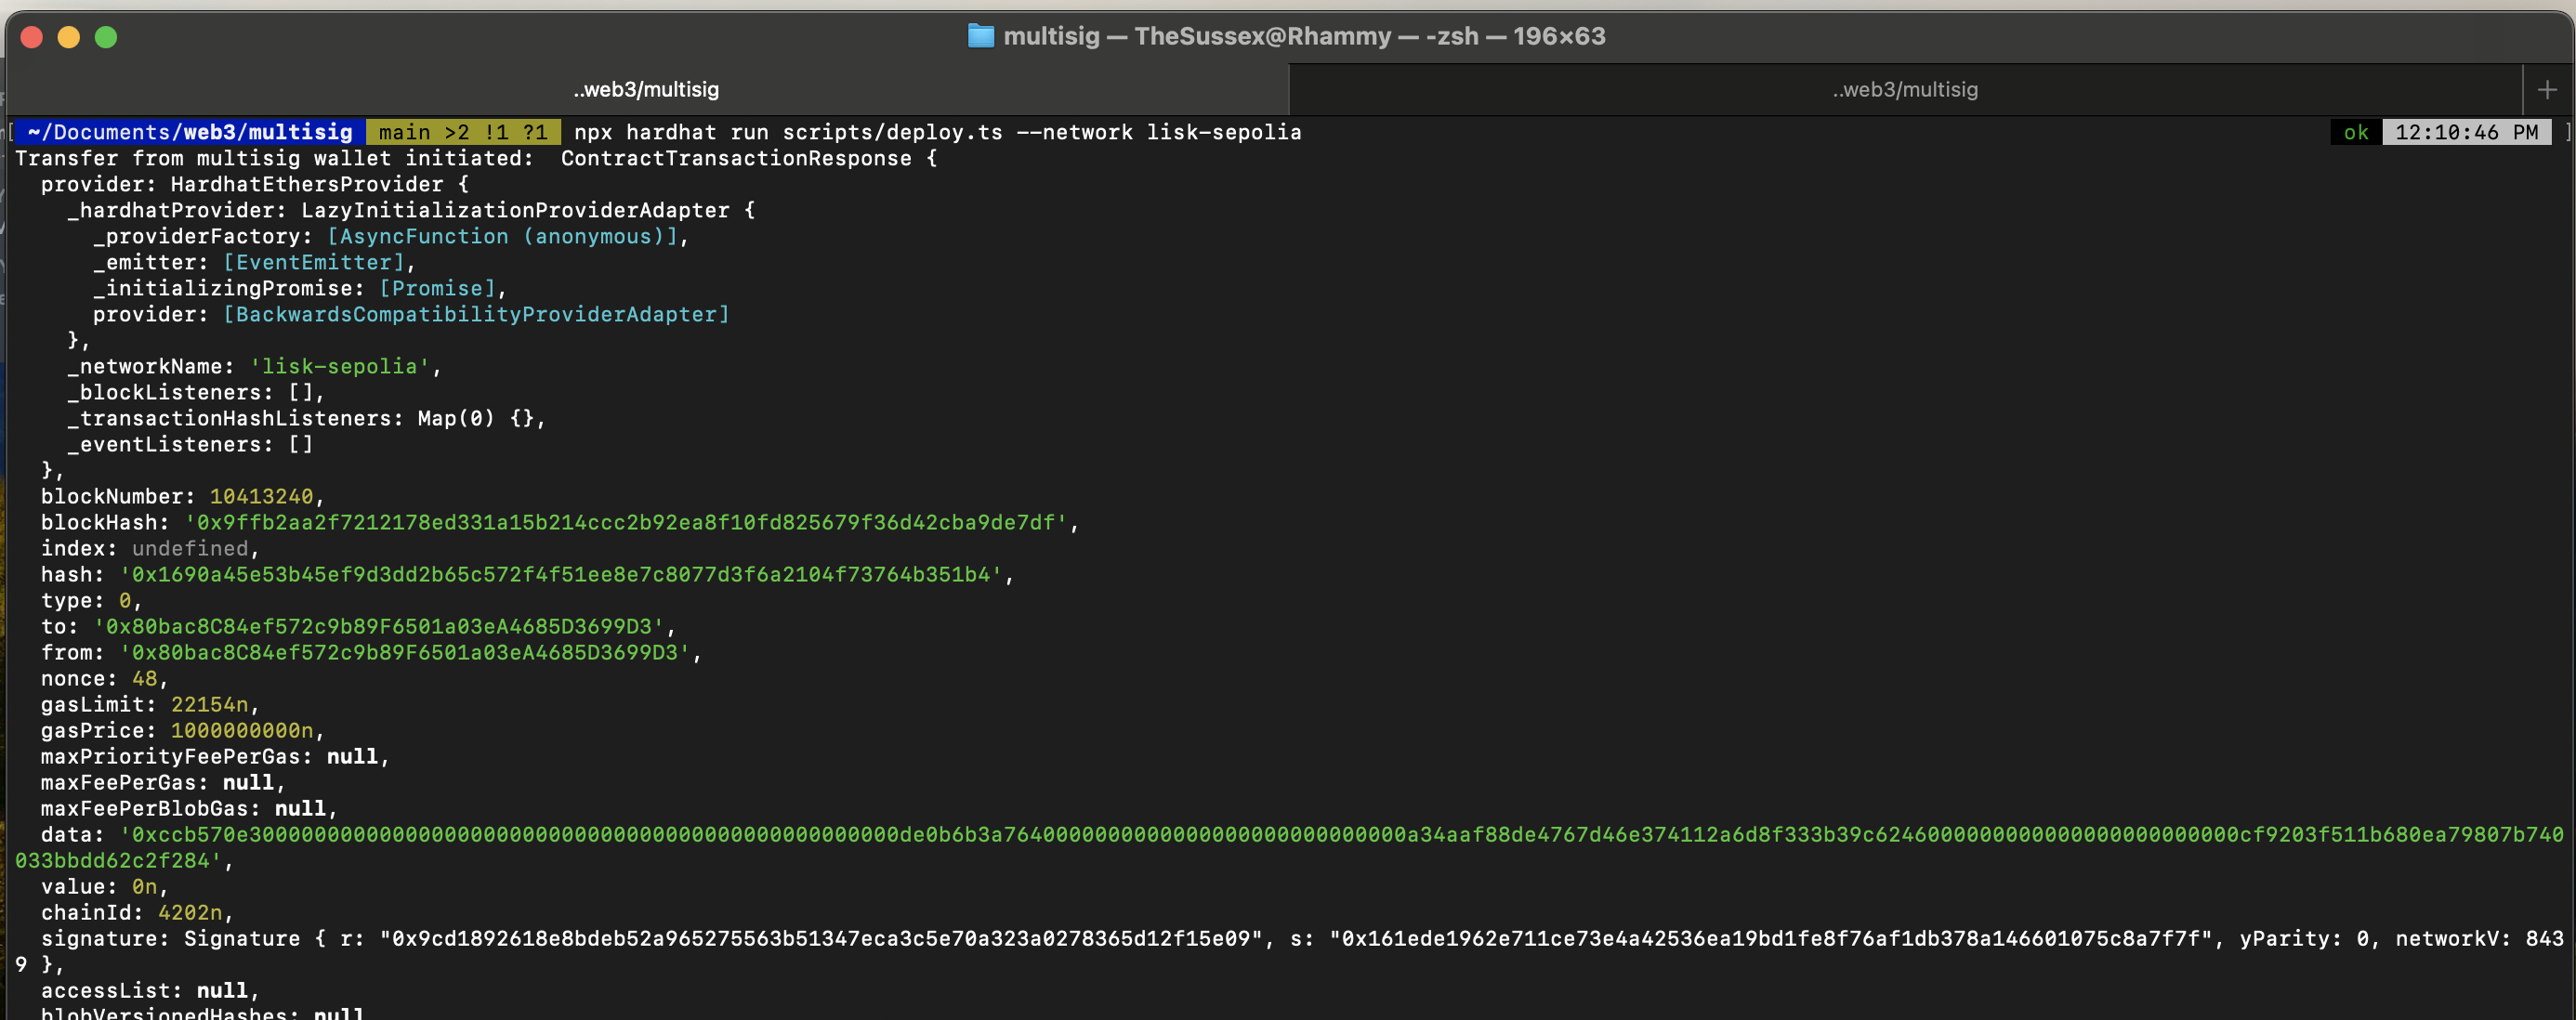 multisig — TheSussex@Rhammy — -zsh — 196×63
..web3/multisig ..web3/multisig +
[ ~/Documents/web3/multisig main >2 !1 ?1 npx hardhat run scripts/deploy.ts --network lisk-sepolia ok 12:10:46 PM ]
Transfer from multisig wallet initiated:  ContractTransactionResponse {
  provider: HardhatEthersProvider {
    _hardhatProvider: LazyInitializationProviderAdapter {
      _providerFactory: [AsyncFunction (anonymous)],
      _emitter: [EventEmitter],
      _initializingPromise: [Promise],
      provider: [BackwardsCompatibilityProviderAdapter]
    },
    _networkName: 'lisk-sepolia',
    _blockListeners: [],
    _transactionHashListeners: Map(0) {},
    _eventListeners: []
  },
  blockNumber: 10413240,
  blockHash: '0x9ffb2aa2f7212178ed331a15b214ccc2b92ea8f10fd825679f36d42cba9de7df',
  index: undefined,
  hash: '0x1690a45e53b45ef9d3dd2b65c572f4f51ee8e7c8077d3f6a2104f73764b351b4',
  type: 0,
  to: '0x80bac8C84ef572c9b89F6501a03eA4685D3699D3',
  from: '0x80bac8C84ef572c9b89F6501a03eA4685D3699D3',
  nonce: 48,
  gasLimit: 22154n,
  gasPrice: 1000000000n,
  maxPriorityFeePerGas: null,
  maxFeePerGas: null,
  maxFeePerBlobGas: null,
  data:
033bbdd62c2f284',
  value: 0n,
  chainId: 4202n,
  signature: Signature { r: "0x9cd1892618e8bdeb52a965275563b51347eca3c5e70a323a0278365d12f15e09", s: "0x161ede1962e711ce73e4a42536ea19bd1fe8f76af1db378a146601075c8a7f7f", yParity: 0, networkV: 843
9 },
  accessList: null,
  blobVersionedHashes: null